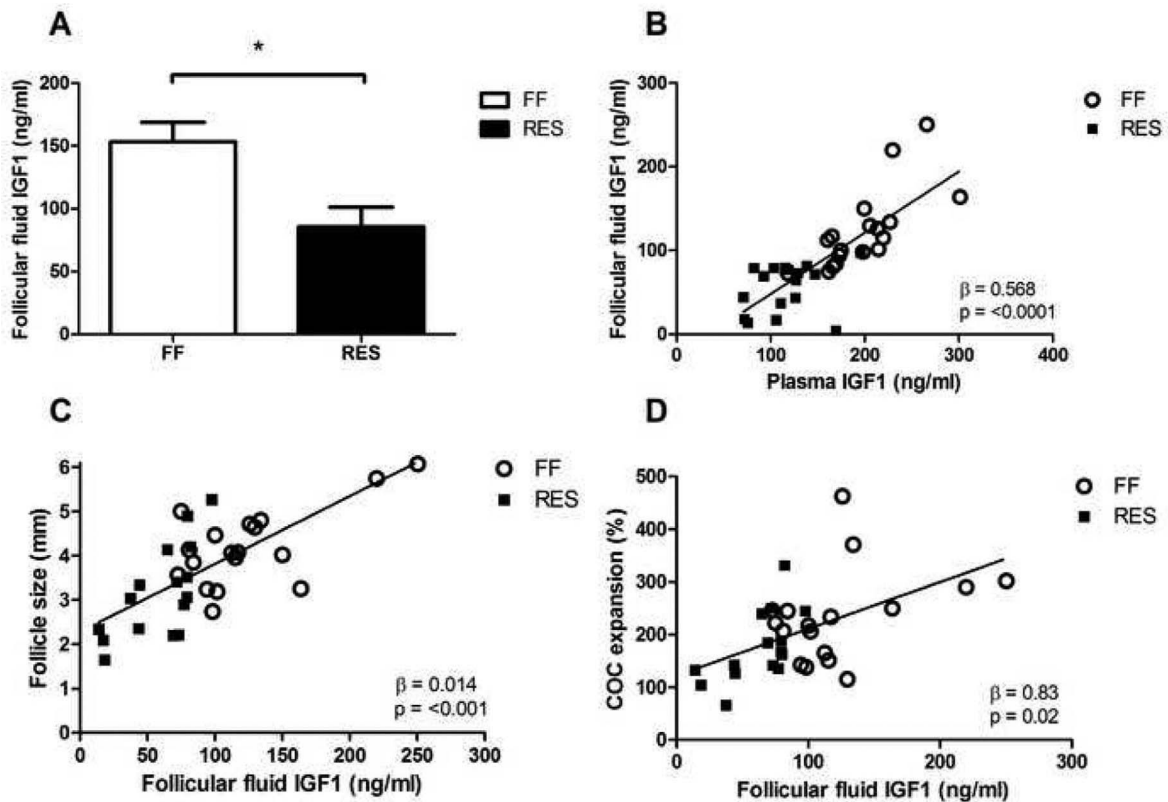 A
*
Follicular fluid IGF1 (ng/ml)
200
150
100
50
0
FF
RES
FF
RES
B
Follicular fluid IGF1 (ng/ml)
300
200
100
0
0
100
200
300
400
Plasma IGF1 (ng/ml)
FF
RES
β = 0.568
p = <0.0001
C
Follicle size (mm)
6
5
4
3
2
1
0
0
50
100
150
200
250
300
Follicular fluid IGF1 (ng/ml)
FF
RES
β = 0.014
p = <0.001
D
COC expansion (%)
500
400
300
200
100
0
0
100
200
300
Follicular fluid IGF1 (ng/ml)
FF
RES
β = 0.83
p = 0.02